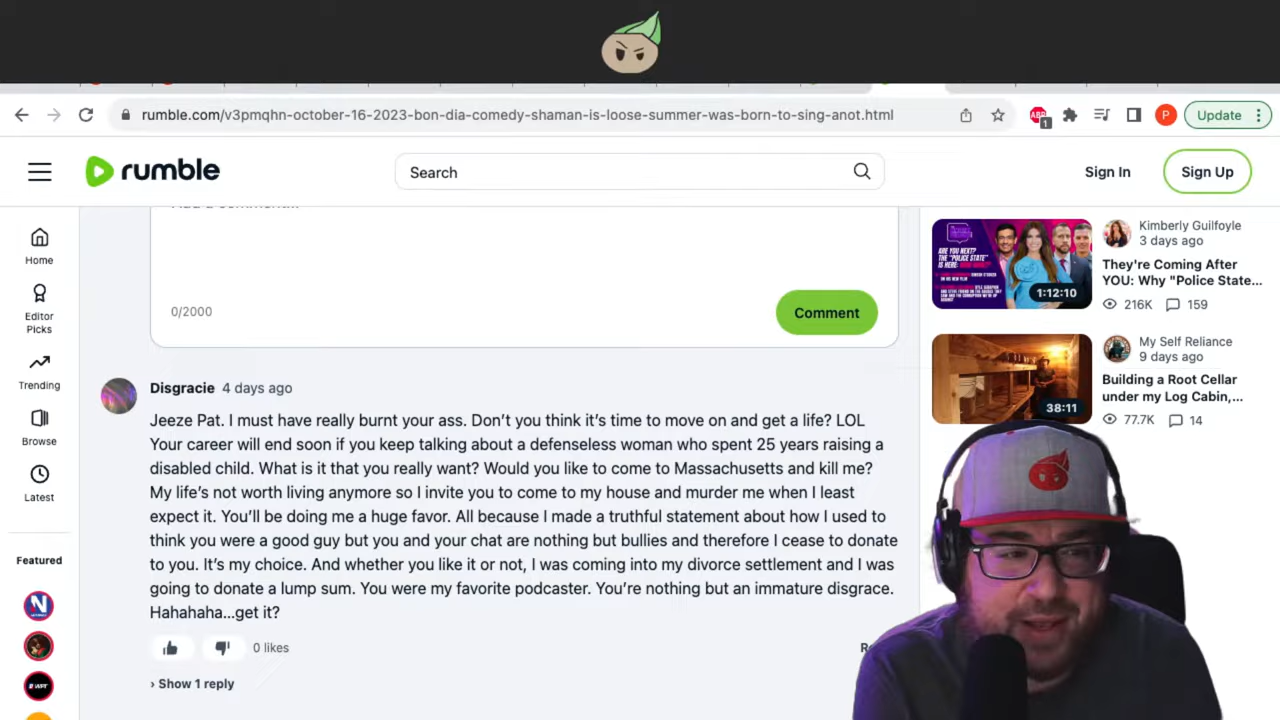 rumble.com/v3pmqhn-october-16-2023-bon-dia-comedy-shaman-is-loose-summer-was-born-to-sing-anot.html
1
P
Update
rumble
Search
Sign In
Sign Up
Home
Editor
Picks
Trending
Browse
Latest
Featured
0/2000
Comment
Disgracie 4 days ago
Jeeze Pat. I must have really burnt your ass. Don't you think it's time to move on and get a life? LOL
Your career will end soon if you keep talking about a defenseless woman who spent 25 years raising a
disabled child. What is it that you really want? Would you like to come to Massachusetts and kill me?
My life's not worth living anymore so I invite you to come to my house and murder me when I least
expect it. You'll be doing me a huge favor. All because I made a truthful statement about how I used to
think you were a good guy but you and your chat are nothing but bullies and therefore I cease to donate
to you. It's my choice. And whether you like it or not, I was coming into my divorce settlement and I was
going to donate a lump sum. You were my favorite podcaster. You're nothing but an immature disgrace.
Hahahaha...get it?
0 likes
› Show 1 reply
ARE YOU NEXT?
THE "POLICE STATE"
IS HERE:
1:12:10
Kimberly Guilfoyle
3 days ago
They're Coming After
YOU: Why "Police State...
216K
159
38:11
My Self Reliance
9 days ago
Building a Root Cellar
under my Log Cabin,...
77.7K
14
N